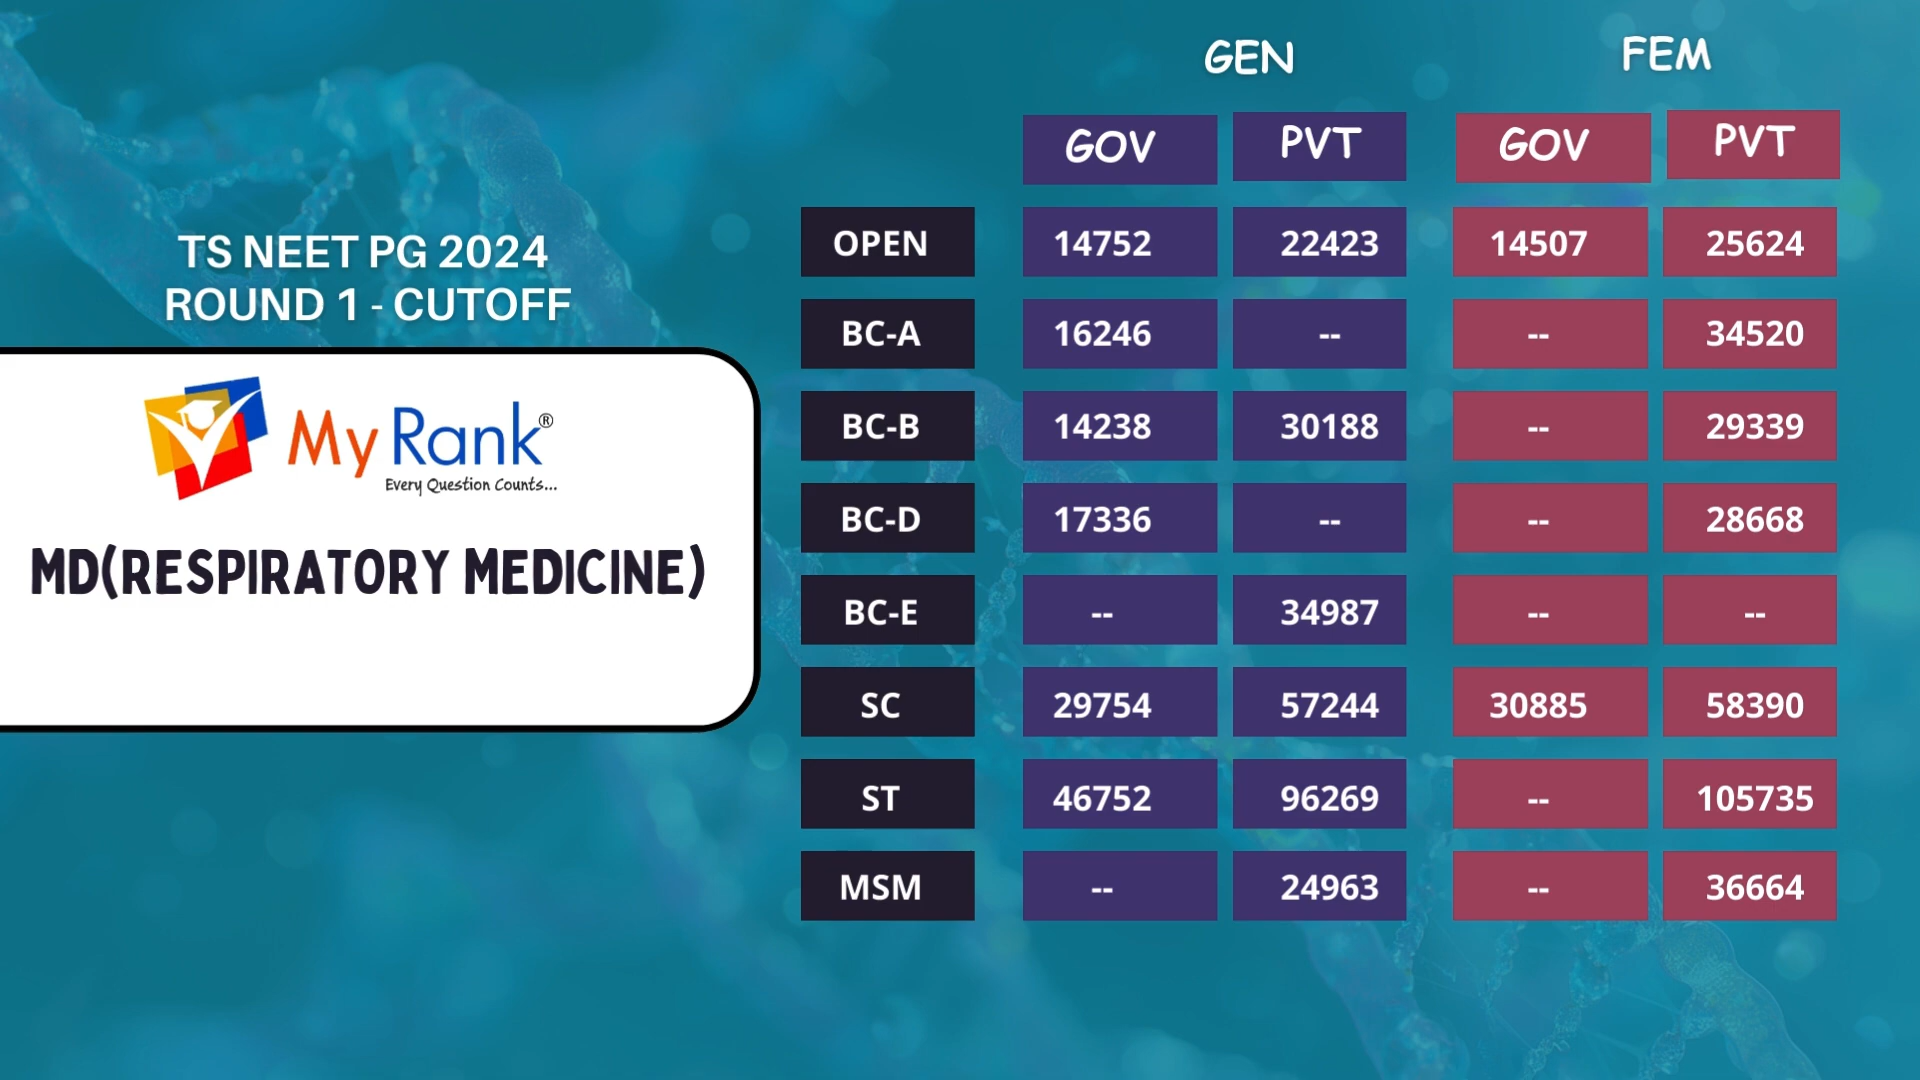 TS NEET PG 2024
ROUND 1 - CUTOFF
My Rank®
Every Question Counts...
MD(RESPIRATORY MEDICINE)
GEN FEM
GOV PVT GOV PVT
OPEN 14752 22423 14507 25624
BC-A 16246 -- -- 34520
BC-B 14238 30188 -- 29339
BC-D 17336 -- -- 28668
BC-E -- 34987 -- --
SC 29754 57244 30885 58390
ST 46752 96269 -- 105735
MSM -- 24963 -- 36664